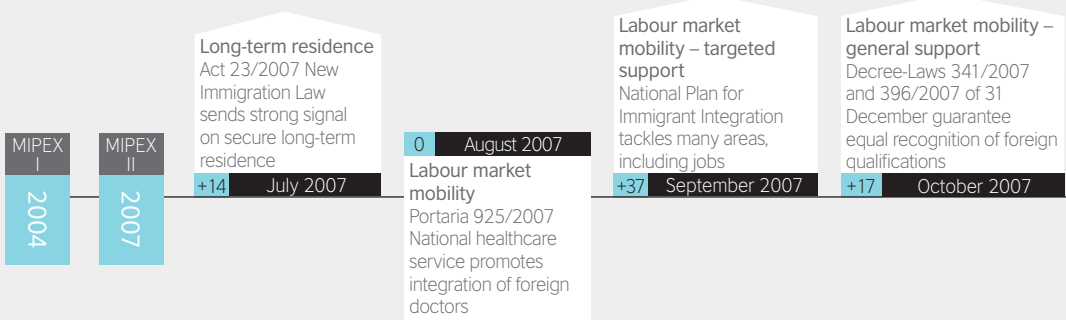 MIPEX
I
2004
MIPEX
II
2007
Long-term residence
Act 23/2007 New
Immigration Law
sends strong signal
on secure long-term
residence
+14 July 2007
0 August 2007
Labour market
mobility
Portaria 925/2007
National healthcare
service promotes
integration of foreign
doctors
Labour market
mobility – targeted
support
National Plan for
Immigrant Integration
tackles many areas,
including jobs
+37 September 2007
Labour market mobility –
general support
Decree-Laws 341/2007
and 396/2007 of 31
December guarantee
equal recognition of foreign
qualifications
+17 October 2007